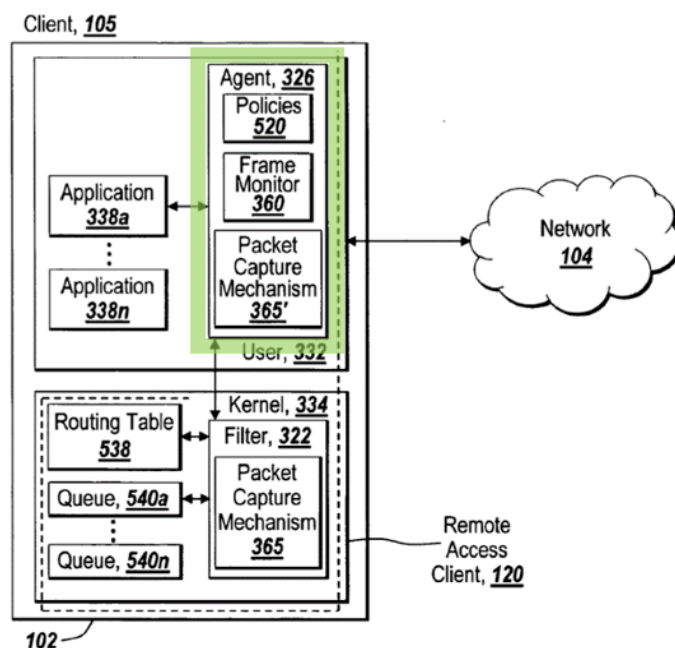 Client, 105
Agent, 326
Policies
520
Frame
Monitor
360
Application
338a
Packet
Capture
Mechanism
365'
Application
338n
User, 332
Network
104
Kernel, 334
Routing Table
538
Filter, 322
Queue, 540a
Packet
Capture
Mechanism
365
Queue, 540n
Remote
Access
Client, 120
102